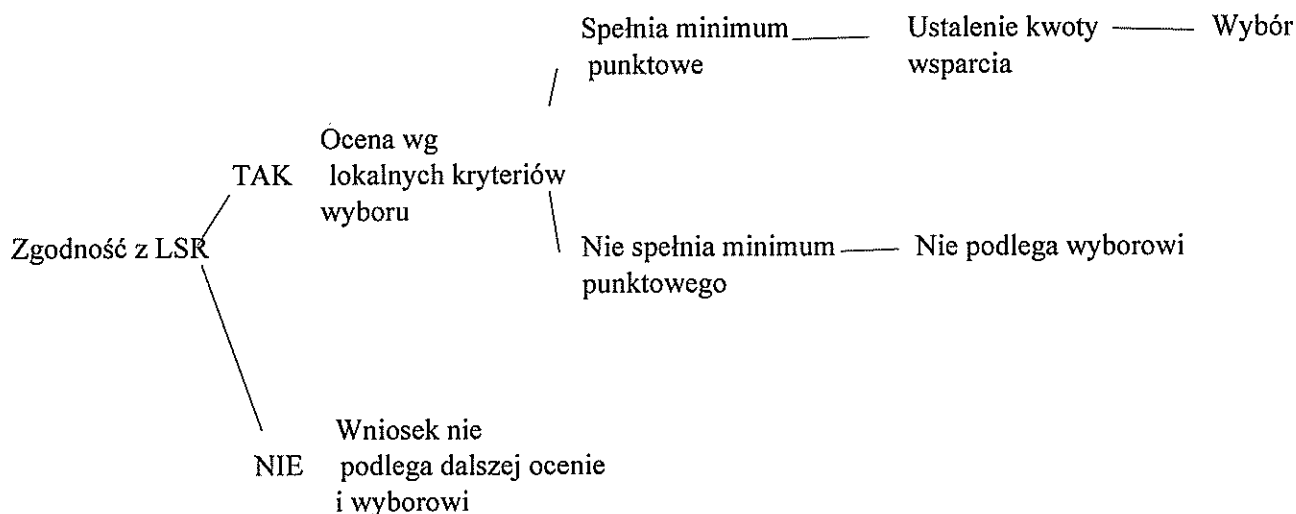 Spełnia minimum
punktowe
Ustalenie kwoty
wsparcia
Wybór
Ocena wg
lokalnych kryteriów
wyboru
TAK
Zgodność z LSR
Nie spełnia minimum
punktowego
Nie podlega wyborowi
NIE
Wniosek nie
podlega dalszej ocenie
i wyborowi